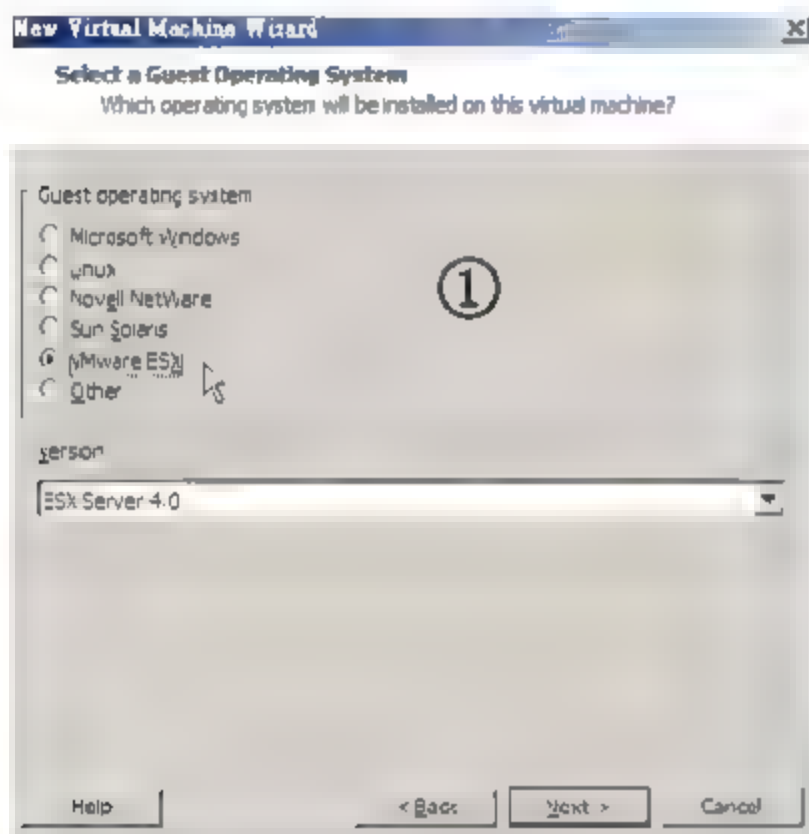 New Virtual Machine Wizard
Select a Guest Operating System
Which operating system will be installed on this virtual machine?
Guest operating system
Microsoft Windows
Linux
Novell NetWare
①
Sun Solaris
VMware ESX
Other
Version
ESX Server 4.0
Help
< Back
Next >
Cancel